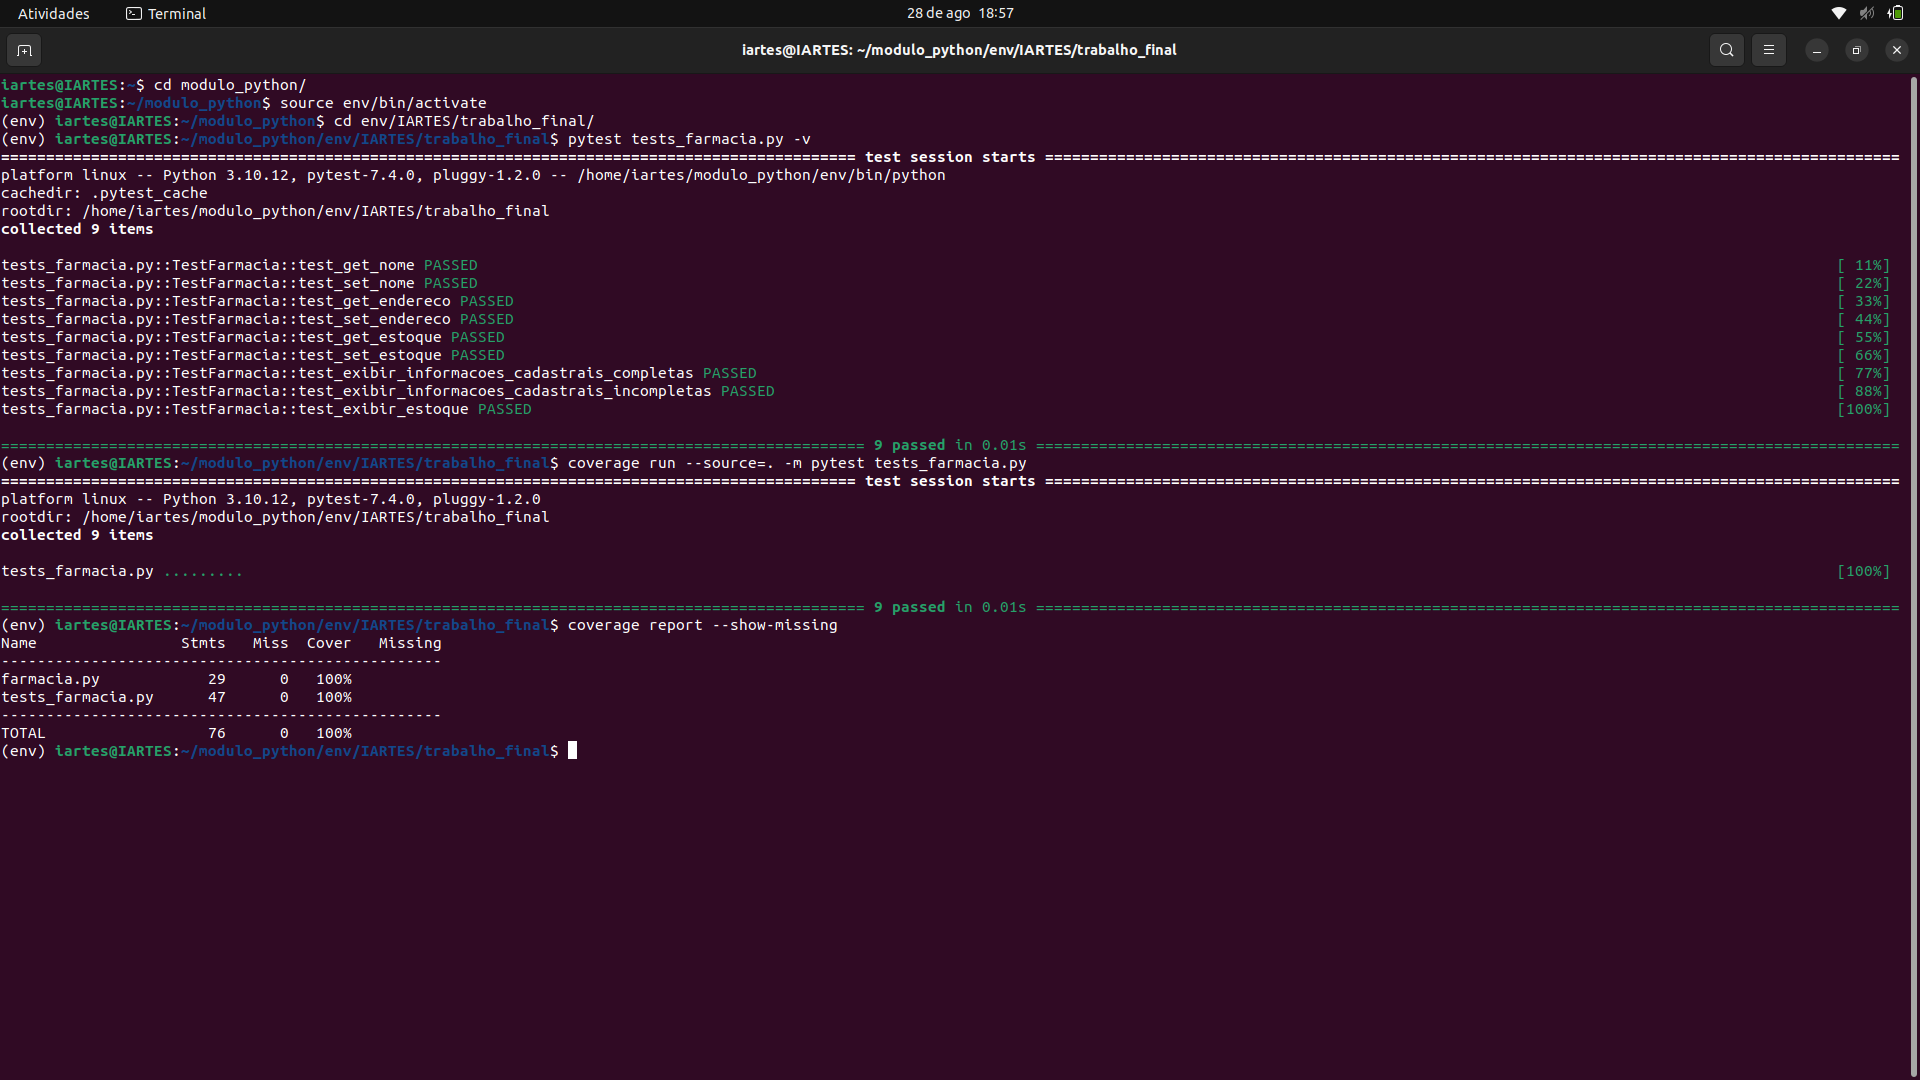 Atividades Terminal 28 de ago 18:57
iartes@IARTES: ~/modulo_python/env/IARTES/trabalho_final
iartes@IARTES:~$ cd modulo_python/
iartes@IARTES:~/modulo_python$ source env/bin/activate
(env) iartes@IARTES:~/modulo_python$ cd env/IARTES/trabalho_final/
(env) iartes@IARTES:~/modulo_python/env/IARTES/trabalho_final$ pytest tests_farmacia.py -v
=============================================================================================== test session starts ===============================================================================================
platform linux -- Python 3.10.12, pytest-7.4.0, pluggy-1.2.0 -- /home/iartes/modulo_python/env/bin/python
cachedir: .pytest_cache
rootdir: /home/iartes/modulo_python/env/IARTES/trabalho_final
collected 9 items
tests_farmacia.py::TestFarmacia::test_get_nome PASSED [ 11%]
tests_farmacia.py::TestFarmacia::test_set_nome PASSED [ 22%]
tests_farmacia.py::TestFarmacia::test_get_endereco PASSED [ 33%]
tests_farmacia.py::TestFarmacia::test_set_endereco PASSED [ 44%]
tests_farmacia.py::TestFarmacia::test_get_estoque PASSED [ 55%]
tests_farmacia.py::TestFarmacia::test_set_estoque PASSED [ 66%]
tests_farmacia.py::TestFarmacia::test_exibir_informacoes_cadastrais_completas PASSED [ 77%]
tests_farmacia.py::TestFarmacia::test_exibir_informacoes_cadastrais_incompletas PASSED [ 88%]
tests_farmacia.py::TestFarmacia::test_exibir_estoque PASSED [100%]
================================================================================================ 9 passed in 0.01s ================================================================================================
(env) iartes@IARTES:~/modulo_python/env/IARTES/trabalho_final$ coverage run --source=. -m pytest tests_farmacia.py
=============================================================================================== test session starts ===============================================================================================
platform linux -- Python 3.10.12, pytest-7.4.0, pluggy-1.2.0
rootdir: /home/iartes/modulo_python/env/IARTES/trabalho_final
collected 9 items
tests_farmacia.py ......... [100%]
================================================================================================ 9 passed in 0.01s ================================================================================================
(env) iartes@IARTES:~/modulo_python/env/IARTES/trabalho_final$ coverage report --show-missing
Name                Stmts   Miss  Cover   Missing
-------------------------------------------------
farmacia.py            29      0   100%
tests_farmacia.py      47      0   100%
-------------------------------------------------
TOTAL                  76      0   100%
(env) iartes@IARTES:~/modulo_python/env/IARTES/trabalho_final$